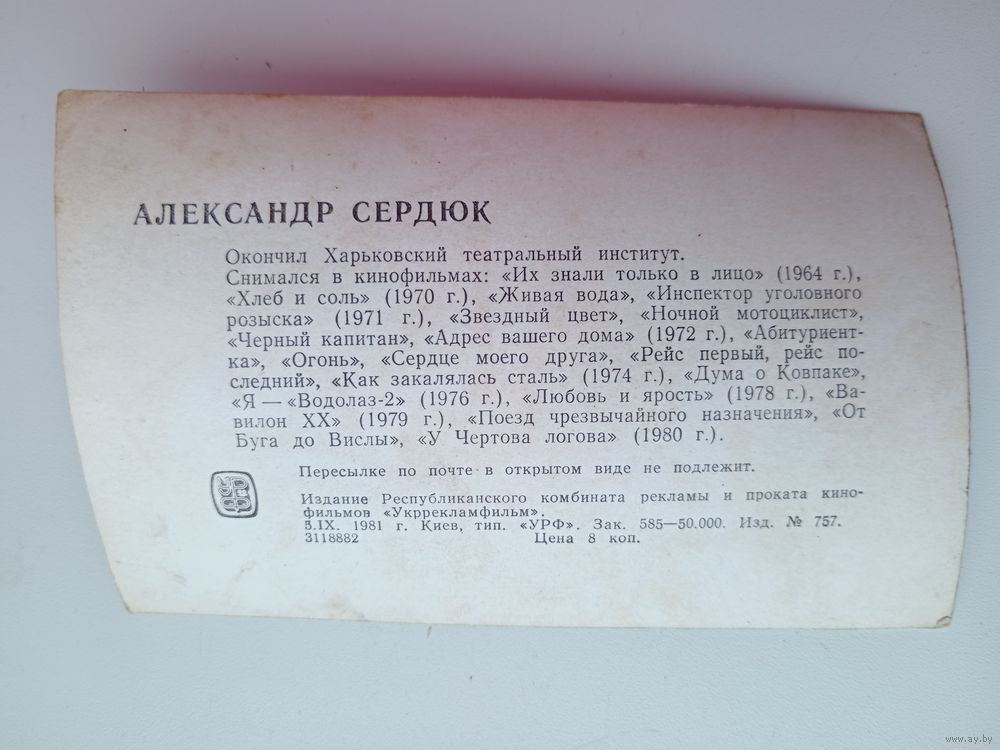 АЛЕКСАНДР СЕРДЮК
Окончил Харьковский театральный институт.
Снимался в кинофильмах: «Их знали только в лицо» (1964 г.),
«Хлеб и соль» (1970 г.), «Живая вода», «Инспектор уголовного
розыска» (1971 г.), «Звездный цвет», «Ночной мотоциклист»,
«Черный капитан», «Адрес вашего дома» (1972 г.), «Абитуриент-
ка», «Огонь», «Сердце моего друга», «Рейс первый, рейс по-
следний», «Как закалялась сталь» (1974 г.), «Дума о Ковпаке»,
«Я — «Водолаз-2» (1976 г.), «Любовь и ярость» (1978 г.), «Ва-
вилон XX» (1979 г.), «Поезд чрезвычайного назначения», «От
Буга до Вислы», «У Чертова логова» (1980 г.).
Пересылке по почте в открытом виде не подлежит.
Издание Республиканского комбината рекламы и проката кино-
фильмов «Укррекламфильм».
5.IX. 1981 г. Киев, тип. «УРФ». Зак. 585—50.000. Изд. № 757.
3118882 Цена 8 коп.
www.ay.by